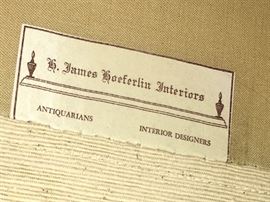 H. James Hoeferlin Interiors
ANTIQUARIANS
INTERIOR DESIGNERS